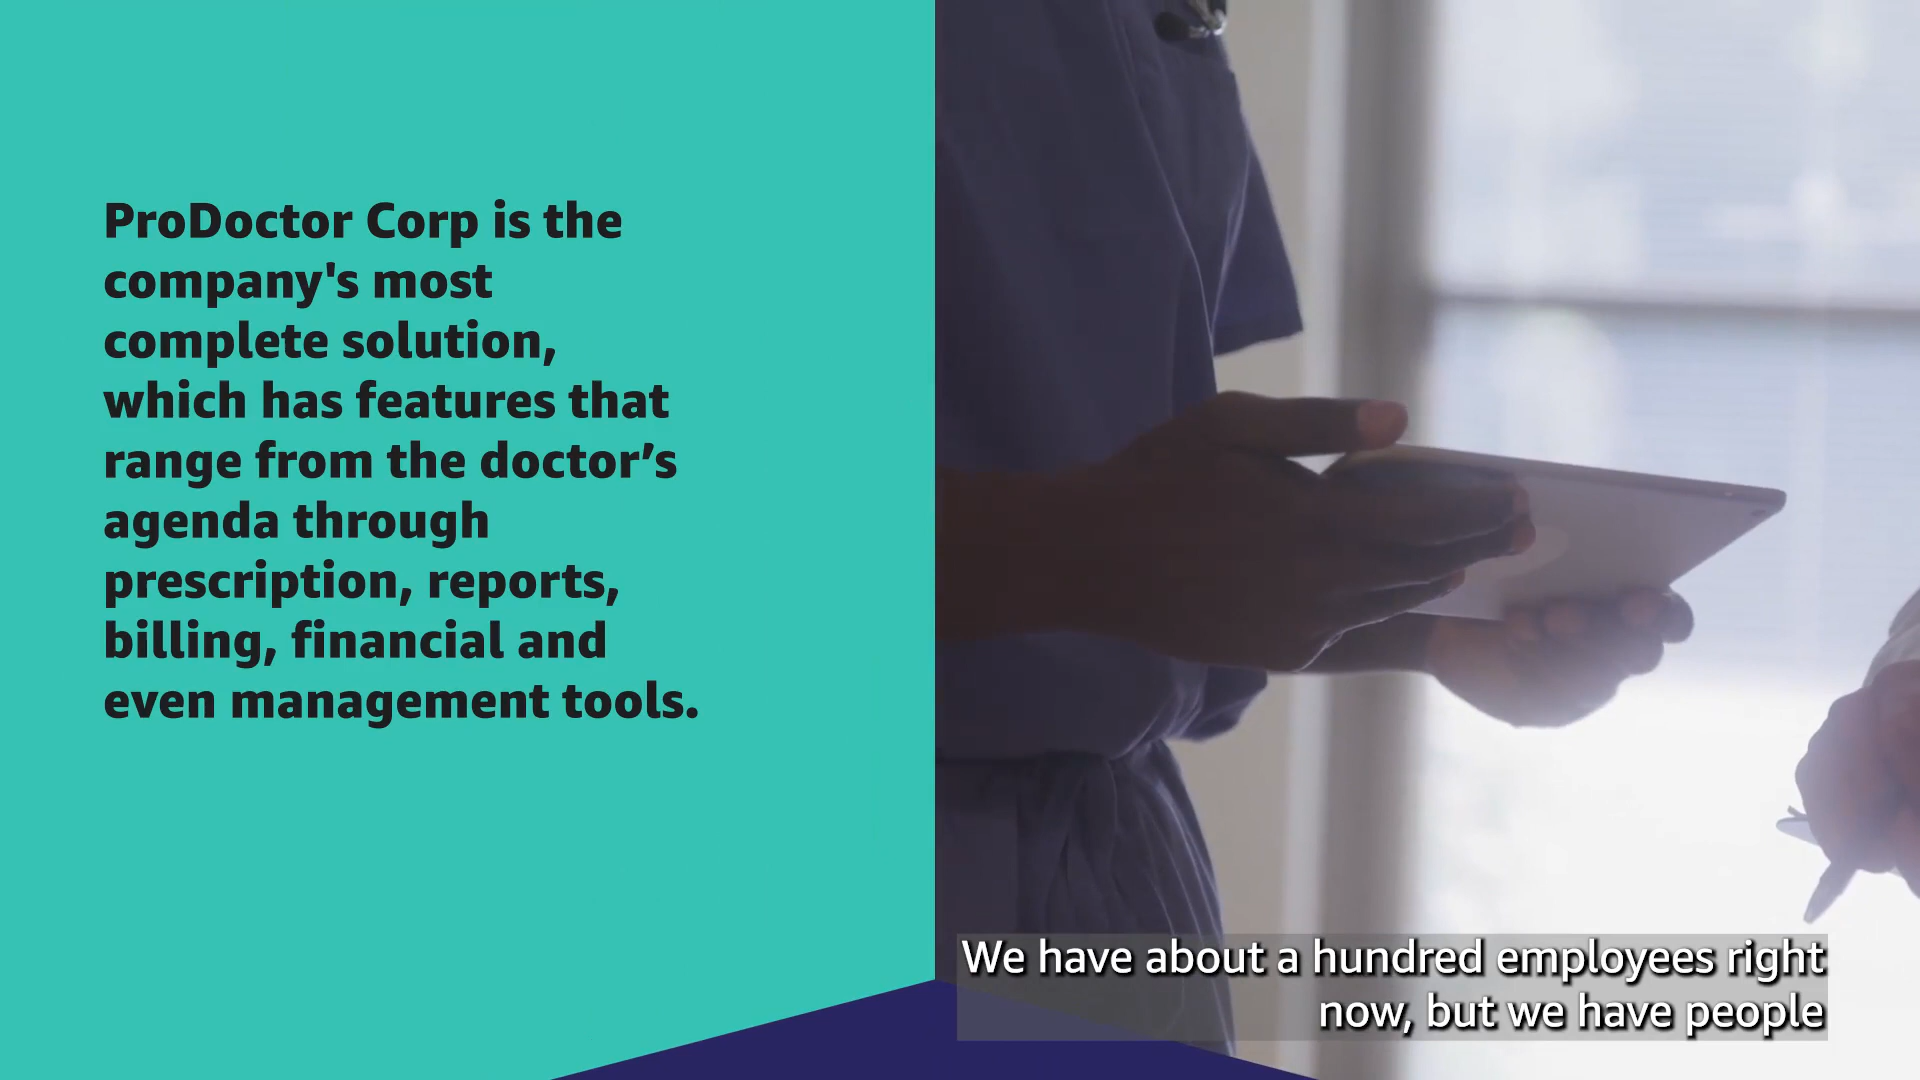 ProDoctor Corp is the
company's most
complete solution,
which has features that
range from the doctor’s
agenda through
prescription, reports,
billing, financial and
even management tools.
We have about a hundred employees right
now, but we have people